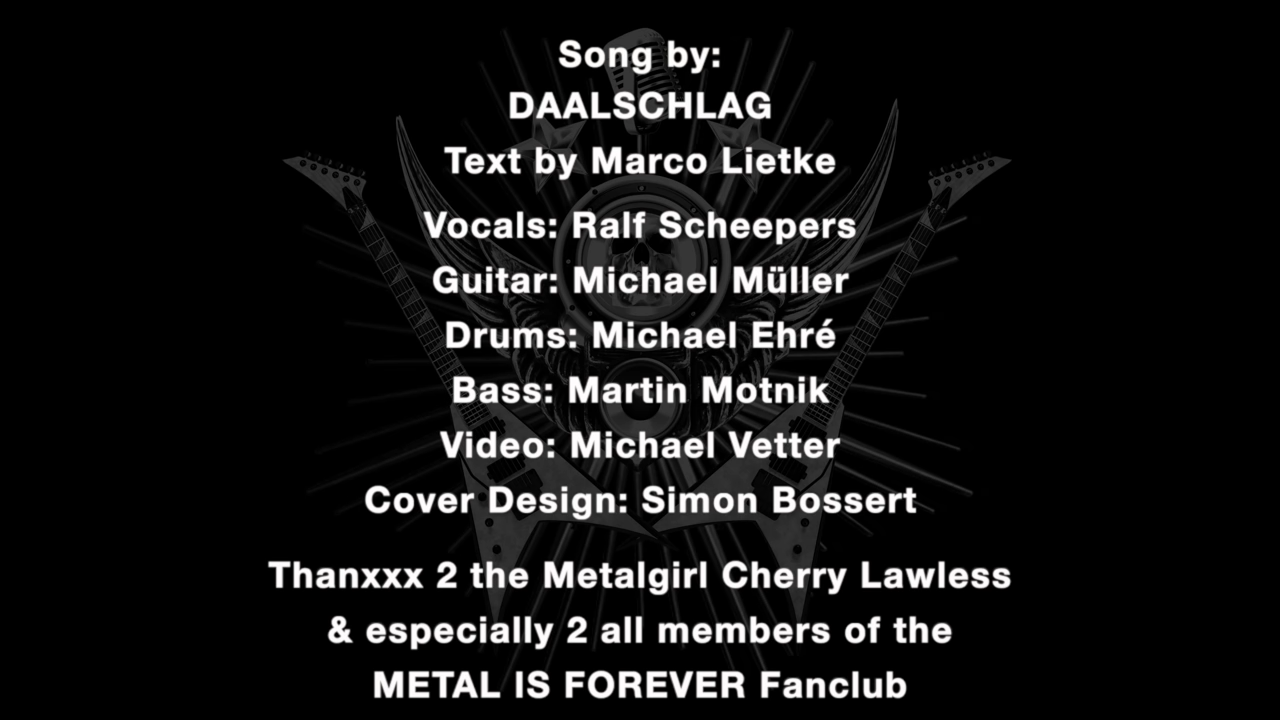 Song by:
DAALSCHLAG
Text by Marco Lietke
Vocals: Ralf Scheepers
Guitar: Michael Müller
Drums: Michael Ehré
Bass: Martin Motnik
Video: Michael Vetter
Cover Design: Simon Bossert
Thanxxx 2 the Metalgirl Cherry Lawless
& especially 2 all members of the
METAL IS FOREVER Fanclub